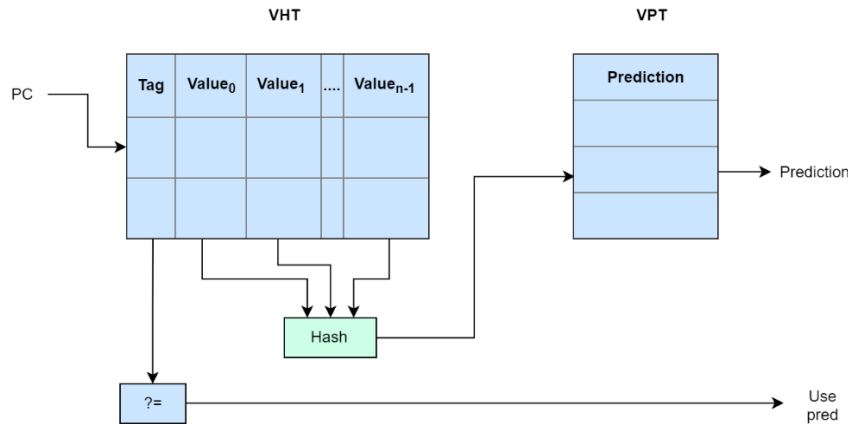 VHT
VPT
PC
Tag Value₀ Value₁ .... Valueₙ₋₁
Prediction
Prediction
Hash
?=
Use
pred